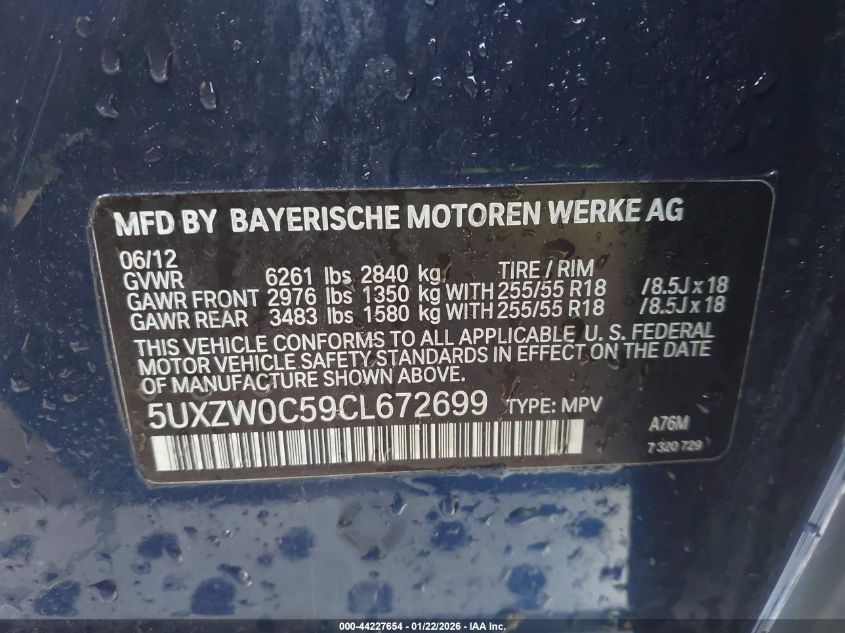 MFD BY BAYERISCHE MOTOREN WERKE AG
06/12
GVWR 6261 lbs 2840 kg TIRE / RIM
GAWR FRONT 2976 lbs 1350 kg WITH 255/55 R18 /8.5J x 18
GAWR REAR 3483 lbs 1580 kg WITH 255/55 R18 /8.5J x 18
THIS VEHICLE CONFORMS TO ALL APPLICABLE U. S. FEDERAL
MOTOR VEHICLE SAFETY STANDARDS IN EFFECT ON THE DATE
OF MANUFACTURE SHOWN ABOVE.
5UXZW0C59CL672699 TYPE: MPV A76M
7 320 729
000-44227654 - 01/22/2026 - IAA Inc.